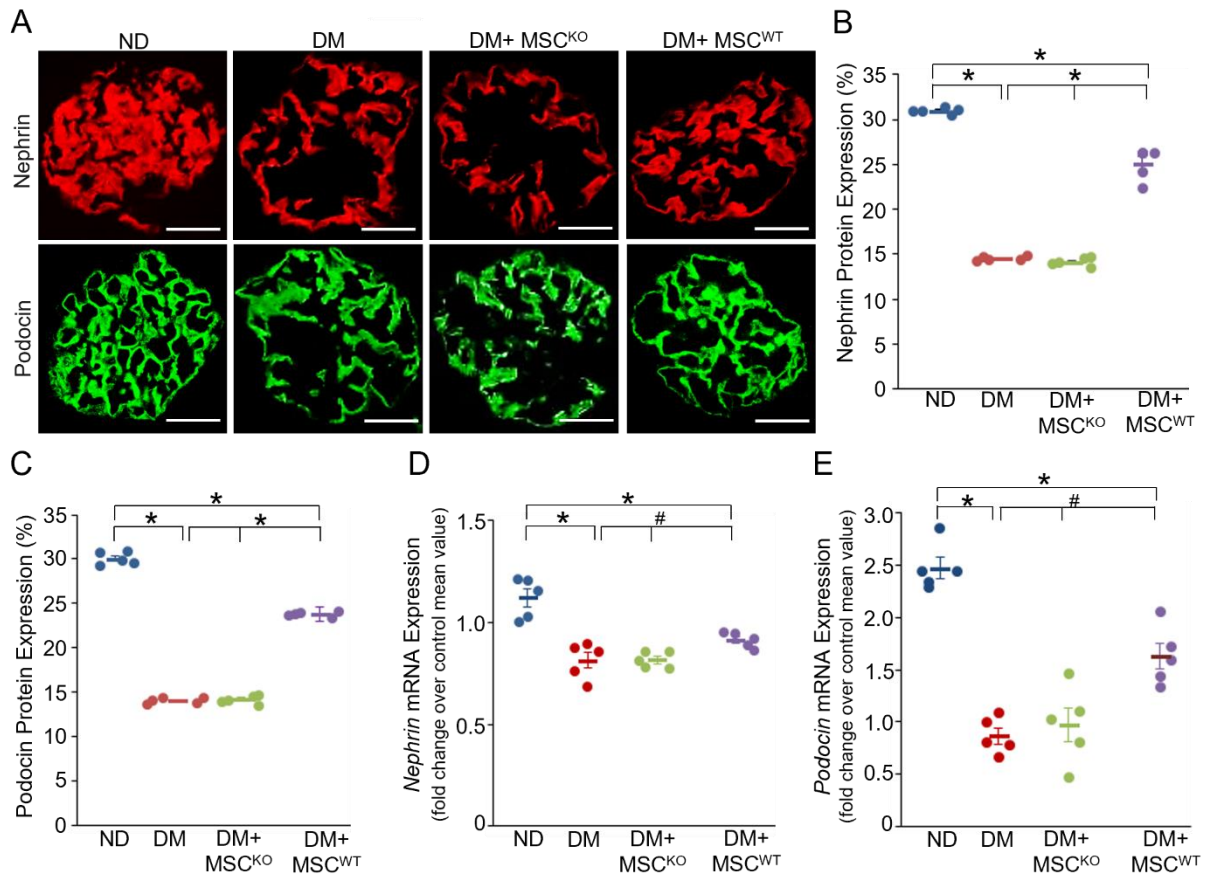 A
ND
DM
DM+ MSC^KO
DM+ MSC^WT
Nephrin
Podocin
B
Nephrin Protein Expression (%)
35
30
25
20
15
10
5
0
*
*
*
ND
DM
DM+
MSC^KO
DM+
MSC^WT
C
Podocin Protein Expression (%)
35
30
25
20
15
10
5
0
*
*
*
ND
DM
DM+
MSC^KO
DM+
MSC^WT
D
Nephrin mRNA Expression
(fold change over control mean value)
1.5
1.0
0.5
0
*
*
#
ND
DM
DM+
MSC^KO
DM+
MSC^WT
E
Podocin mRNA Expression
(fold change over control mean value)
3.0
2.5
2.0
1.5
1.0
0.5
0
*
*
#
ND
DM
DM+
MSC^KO
DM+
MSC^WT